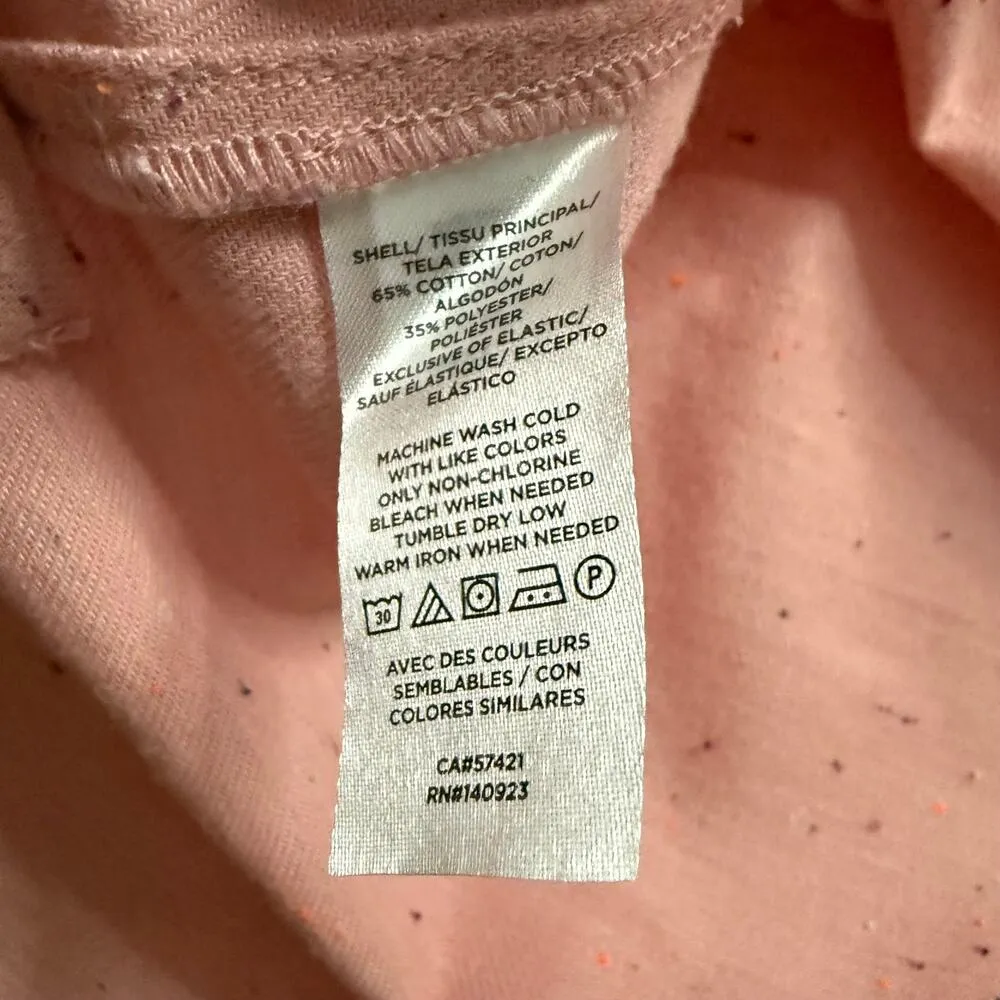 SHELL/ TISSU PRINCIPAL/
TELA EXTERIOR
65% COTTON/ COTON/
ALGODÓN
35% POLYESTER/
POLIÉSTER
EXCLUSIVE OF ELASTIC/
SAUF ÉLASTIQUE/ EXCEPTO
ELÁSTICO
MACHINE WASH COLD
WITH LIKE COLORS
ONLY NON-CHLORINE
BLEACH WHEN NEEDED
TUMBLE DRY LOW
WARM IRON WHEN NEEDED
30 P
AVEC DES COULEURS
SEMBLABLES / CON
COLORES SIMILARES
CA#57421
RN#140923